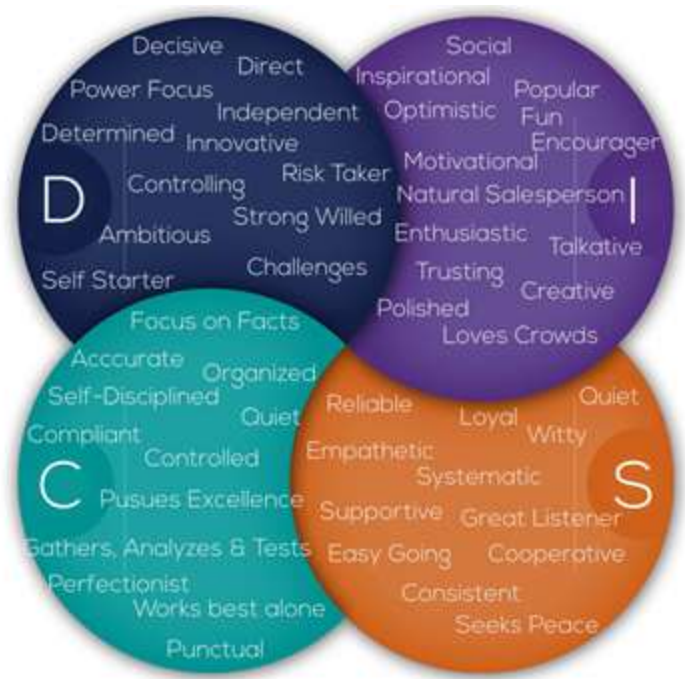 Decisive
Direct
Power Focus
Independent
Determined
Innovative
Risk Taker
Controlling
D
Strong Willed
Ambitious
Challenges
Self Starter
Social
Inspirational
Popular
Optimistic
Fun
Encourager
Motivational
Natural Salesperson
I
Enthusiastic
Talkative
Trusting
Creative
Polished
Loves Crowds
Focus on Facts
Acccurate
Organized
Self-Disciplined
Quiet
Compliant
Controlled
C
Pusues Excellence
Gathers, Analyzes & Tests
Perfectionist
Works best alone
Punctual
Quiet
Reliable
Loyal
Witty
Empathetic
Systematic
S
Supportive
Great Listener
Easy Going
Cooperative
Consistent
Seeks Peace